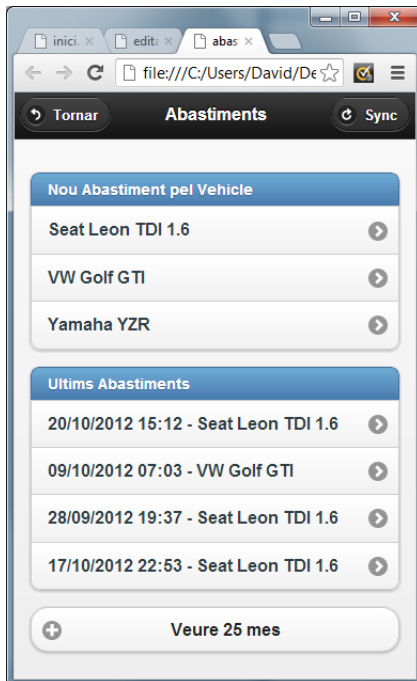 inici
edita
abas
file:///C:/Users/David/De
Tornar
Abastiments
Sync
Nou Abastiment pel Vehicle
Seat Leon TDI 1.6
VW Golf GTI
Yamaha YZR
Ultims Abastiments
20/10/2012 15:12 - Seat Leon TDI 1.6
09/10/2012 07:03 - VW Golf GTI
28/09/2012 19:37 - Seat Leon TDI 1.6
17/10/2012 22:53 - Seat Leon TDI 1.6
Veure 25 mes